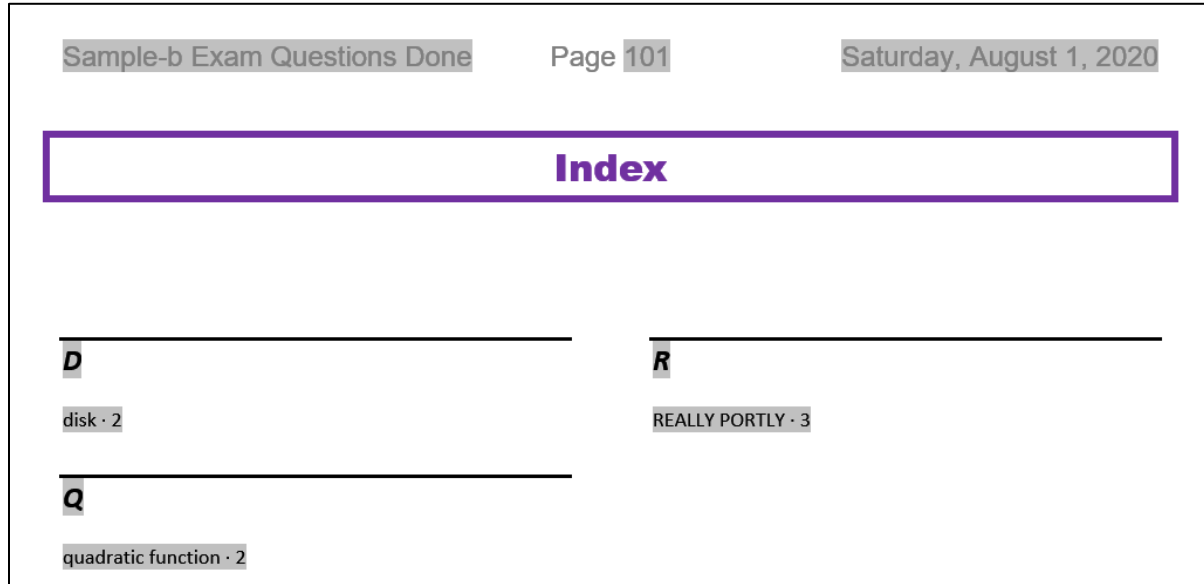 Sample-b Exam Questions Done Page 101 Saturday, August 1, 2020
Index
D
disk · 2
Q
quadratic function · 2
R
REALLY PORTLY · 3